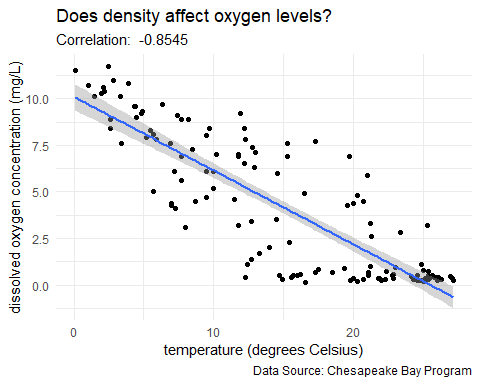 Does density affect oxygen levels?
Correlation:  -0.8545
dissolved oxygen concentration (mg/L)
10.0
7.5
5.0
2.5
0.0
0
10
20
temperature (degrees Celsius)
Data Source: Chesapeake Bay Program